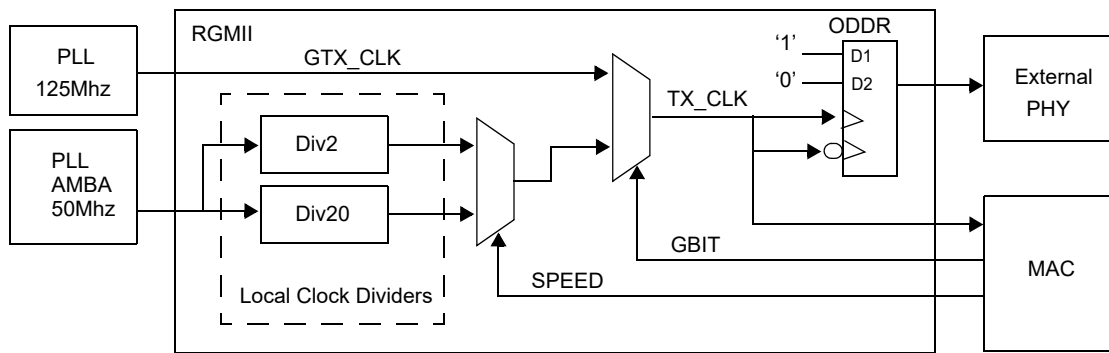 RGMII
ODDR
PLL
125Mhz
GTX_CLK
'1'
D1
'0'
D2
External
PHY
TX_CLK
PLL
AMBA
50Mhz
Div2
Div20
Local Clock Dividers
GBIT
SPEED
MAC